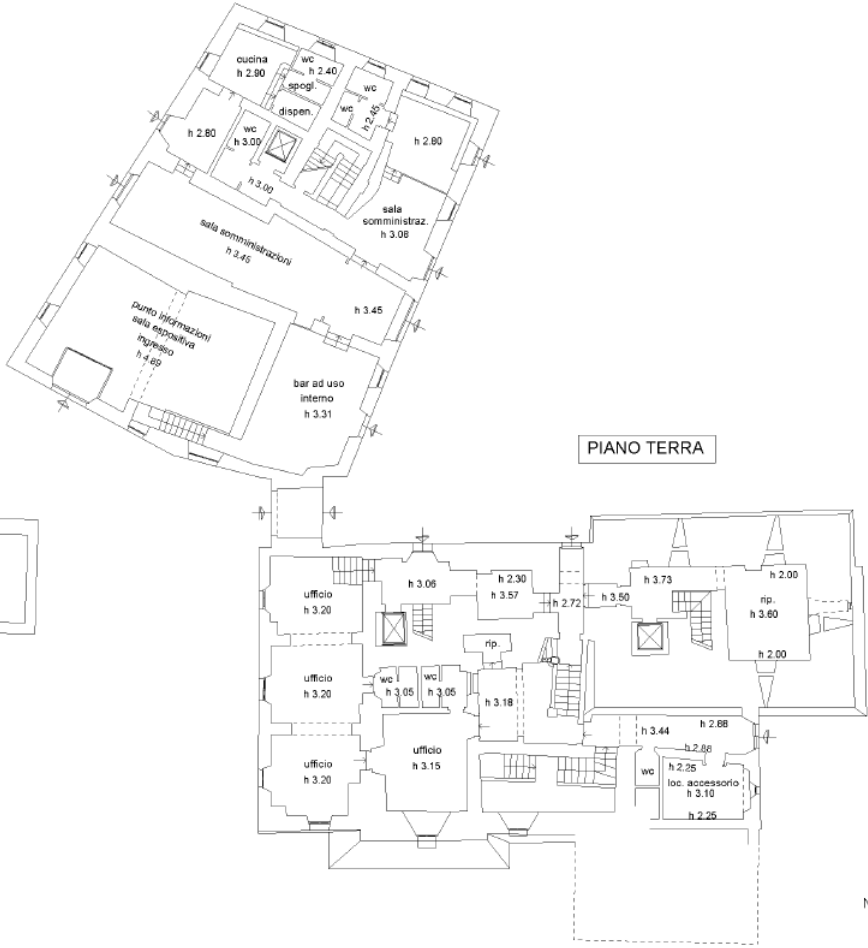 cucina
h 2.90
wc
h 2.40
spogl.
dispen.
wc
wc
h 2.45
h 2.80
wc
h 3.00
h 2.80
h 3.00
sala
somministraz.
h 3.08
sala somministrazioni
h 3.45
h 3.45
punto informazioni
sala espositiva
ingresso
h 4.89
bar ad uso
interno
h 3.31
PIANO TERRA
ufficio
h 3.20
h 3.06
h 2.30
h 3.57
h 2.72
h 3.50
h 3.73
h 2.00
rip.
h 3.60
h 2.00
rip.
ufficio
h 3.20
wc
h 3.05
wc
h 3.05
h 3.18
h 3.44
h 2.88
h 2.88
ufficio
h 3.20
ufficio
h 3.15
wc
h 2.25
loc. accessorio
h 3.10
h 2.25
N